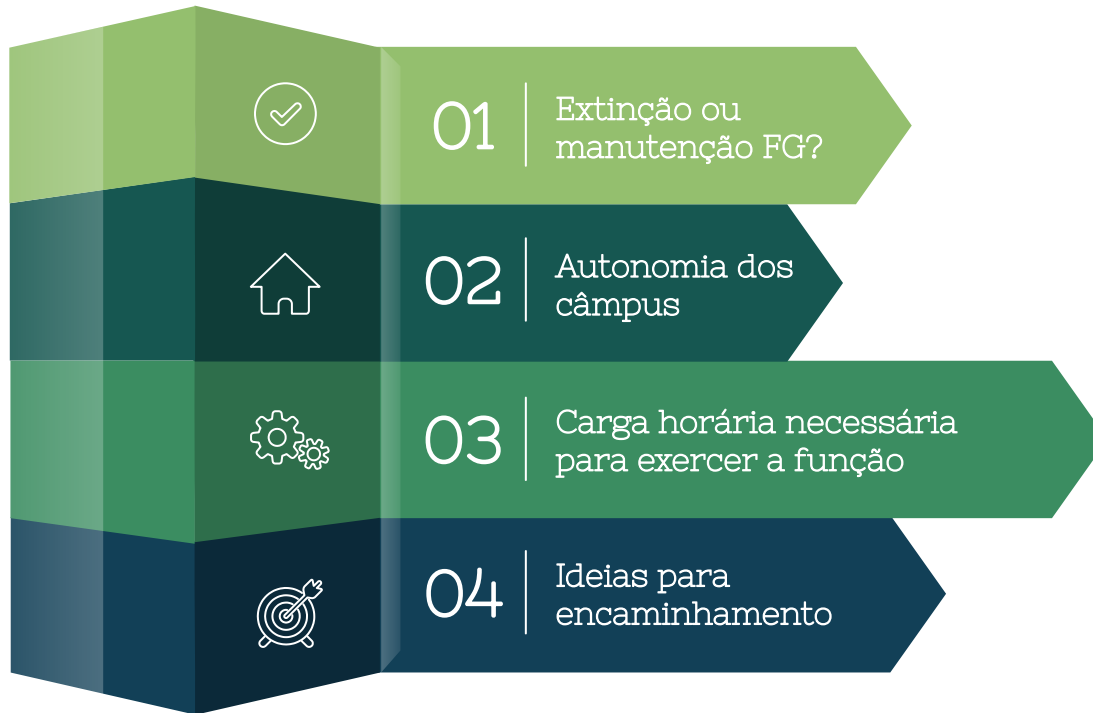 01
Extinção ou
manutenção FG?
02
Autonomia dos
câmpus
03
Carga horária necessária
para exercer a função
04
Ideias para
encaminhamento